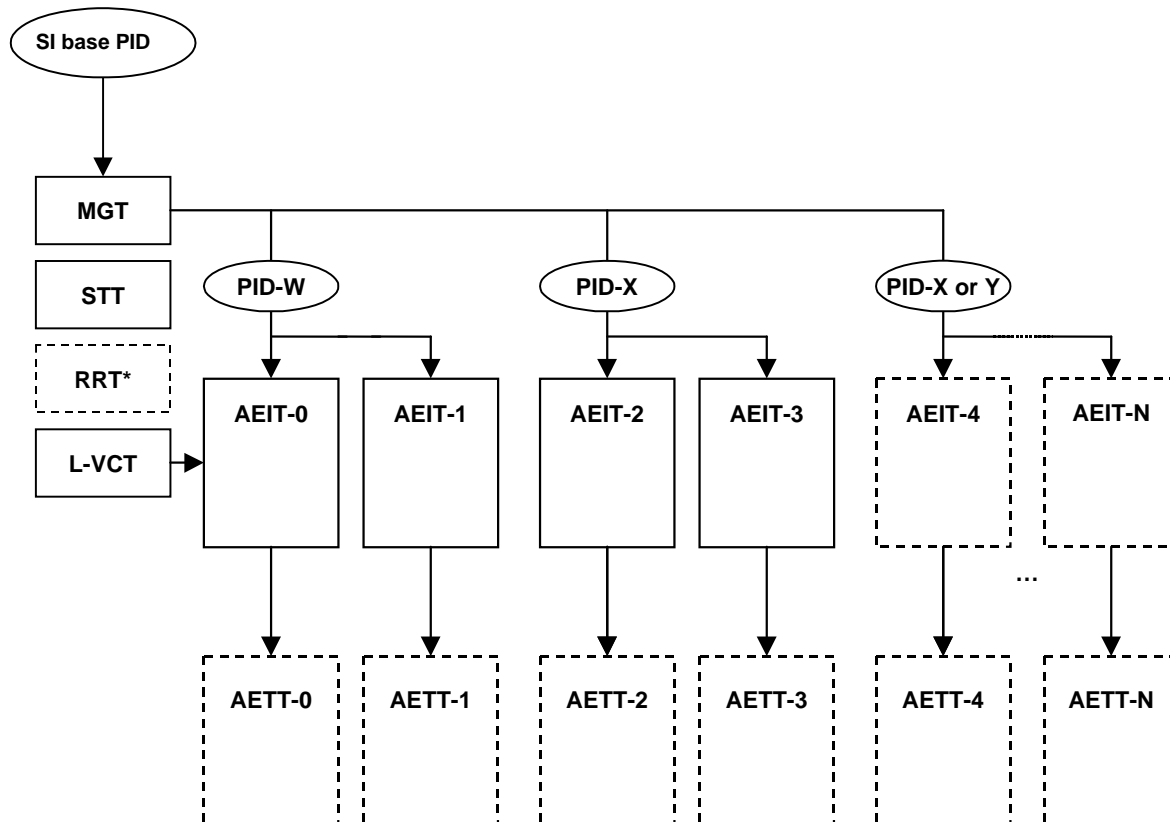 SI base PID
MGT
STT
PID-W
PID-X
PID-X or Y
RRT*
AEIT-0
AEIT-1
AEIT-2
AEIT-3
AEIT-4
AEIT-N
L-VCT
...
AETT-0
AETT-1
AETT-2
AETT-3
AETT-4
AETT-N